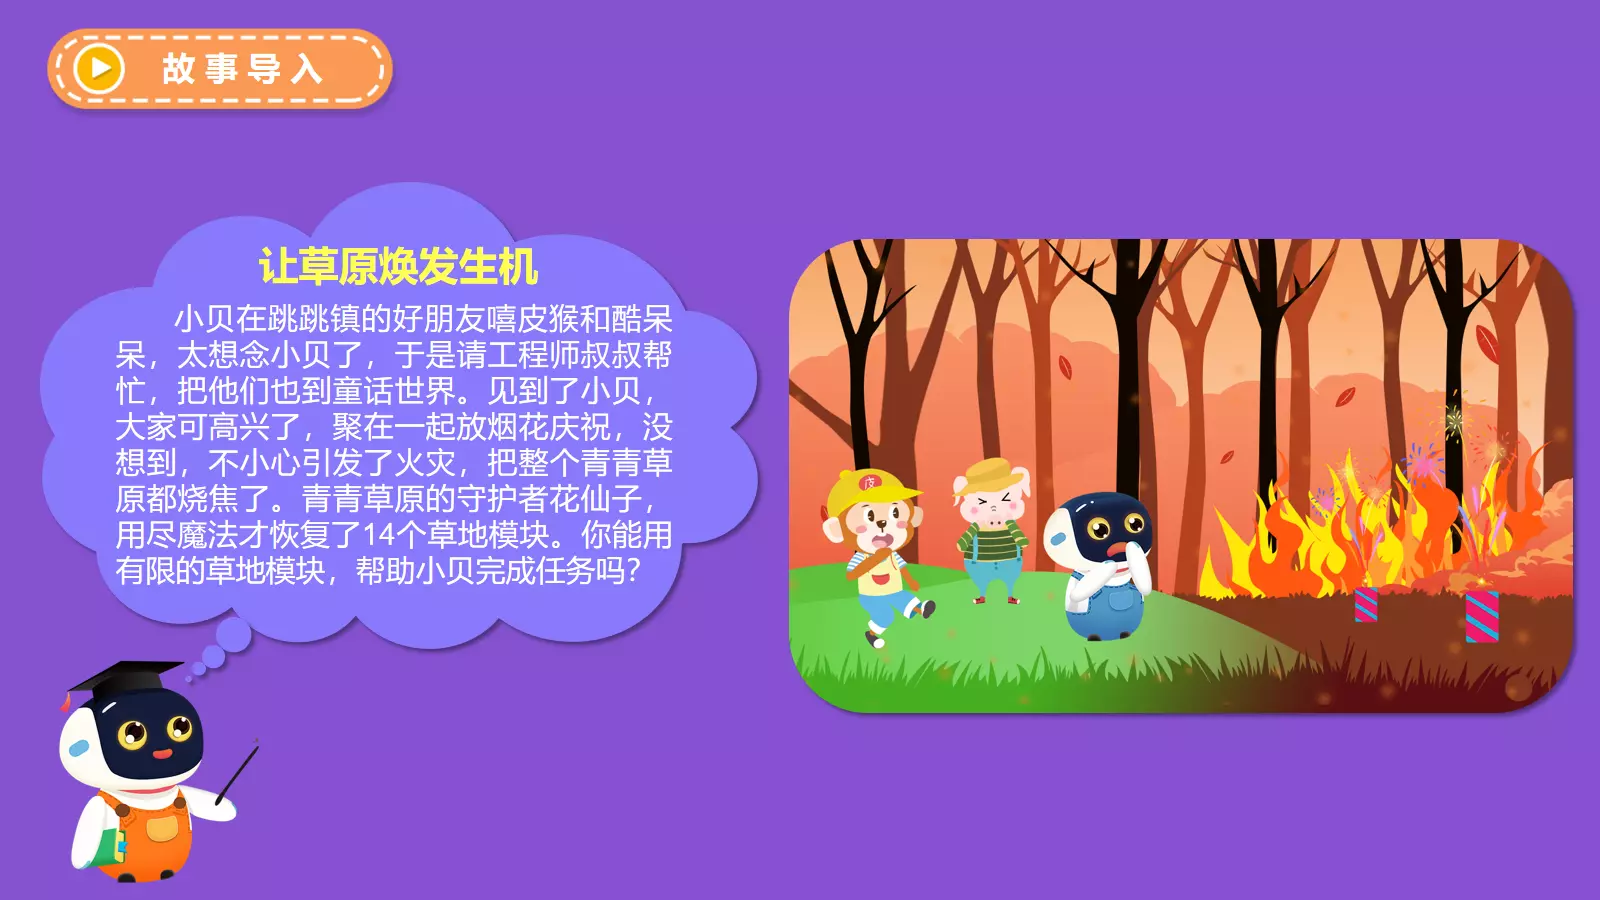 故事导入
让草原焕发生机
小贝在跳跳镇的好朋友嘻皮猴和酷呆
呆，太想念小贝了，于是请工程师叔叔帮
忙，把他们也到童话世界。见到了小贝，
大家可高兴了，聚在一起放烟花庆祝，没
想到，不小心引发了火灾，把整个青青草
原都烧焦了。青青草原的守护者花仙子，
用尽魔法才恢复了14个草地模块。你能用
有限的草地模块，帮助小贝完成任务吗？